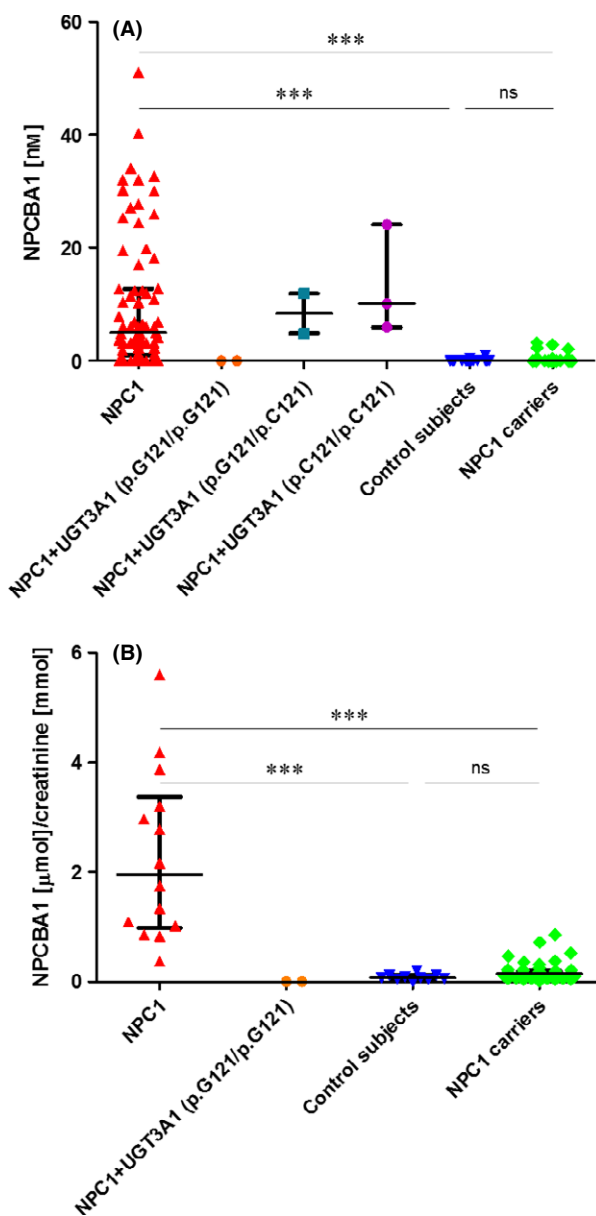 (A)
NPCBA1 [nM]
60
40
20
0
***
***
ns
NPC1
NPC1+UGT3A1 (p.G121/p.G121)
NPC1+UGT3A1 (p.G121/p.C121)
NPC1+UGT3A1 (p.C121/p.C121)
Control subjects
NPC1 carriers
(B)
NPCBA1 [µmol]/creatinine [mmol]
6
4
2
0
***
***
ns
NPC1
NPC1+UGT3A1 (p.G121/p.G121)
Control subjects
NPC1 carriers